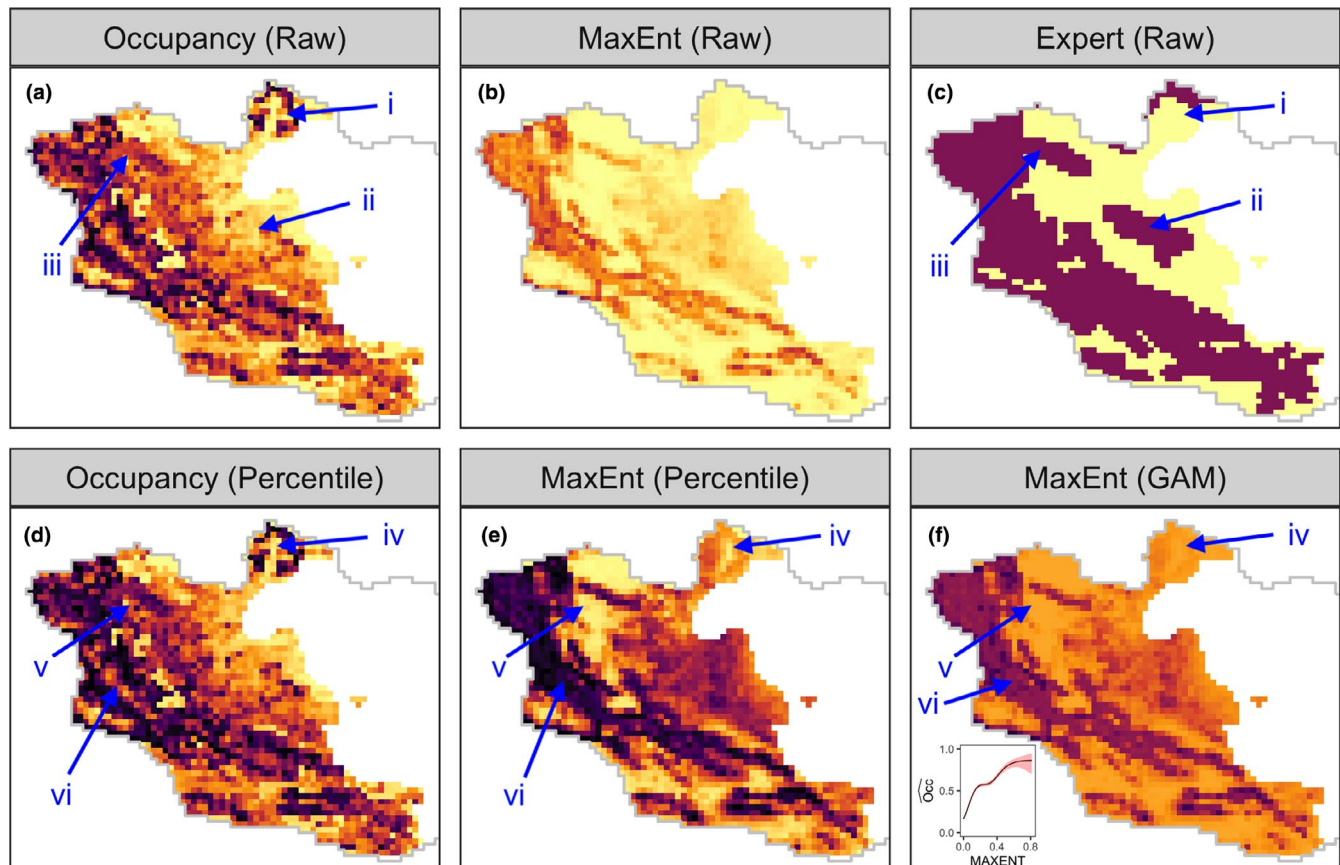 Occupancy (Raw)
MaxEnt (Raw)
Expert (Raw)
(a)
i
ii
iii
(b)
(c)
i
ii
iii
Occupancy (Percentile)
MaxEnt (Percentile)
MaxEnt (GAM)
(d)
iv
v
vi
(e)
iv
v
vi
(f)
iv
v
vi
1.0
0.5
0.0
Occ
0.0 0.4 0.8
MAXENT